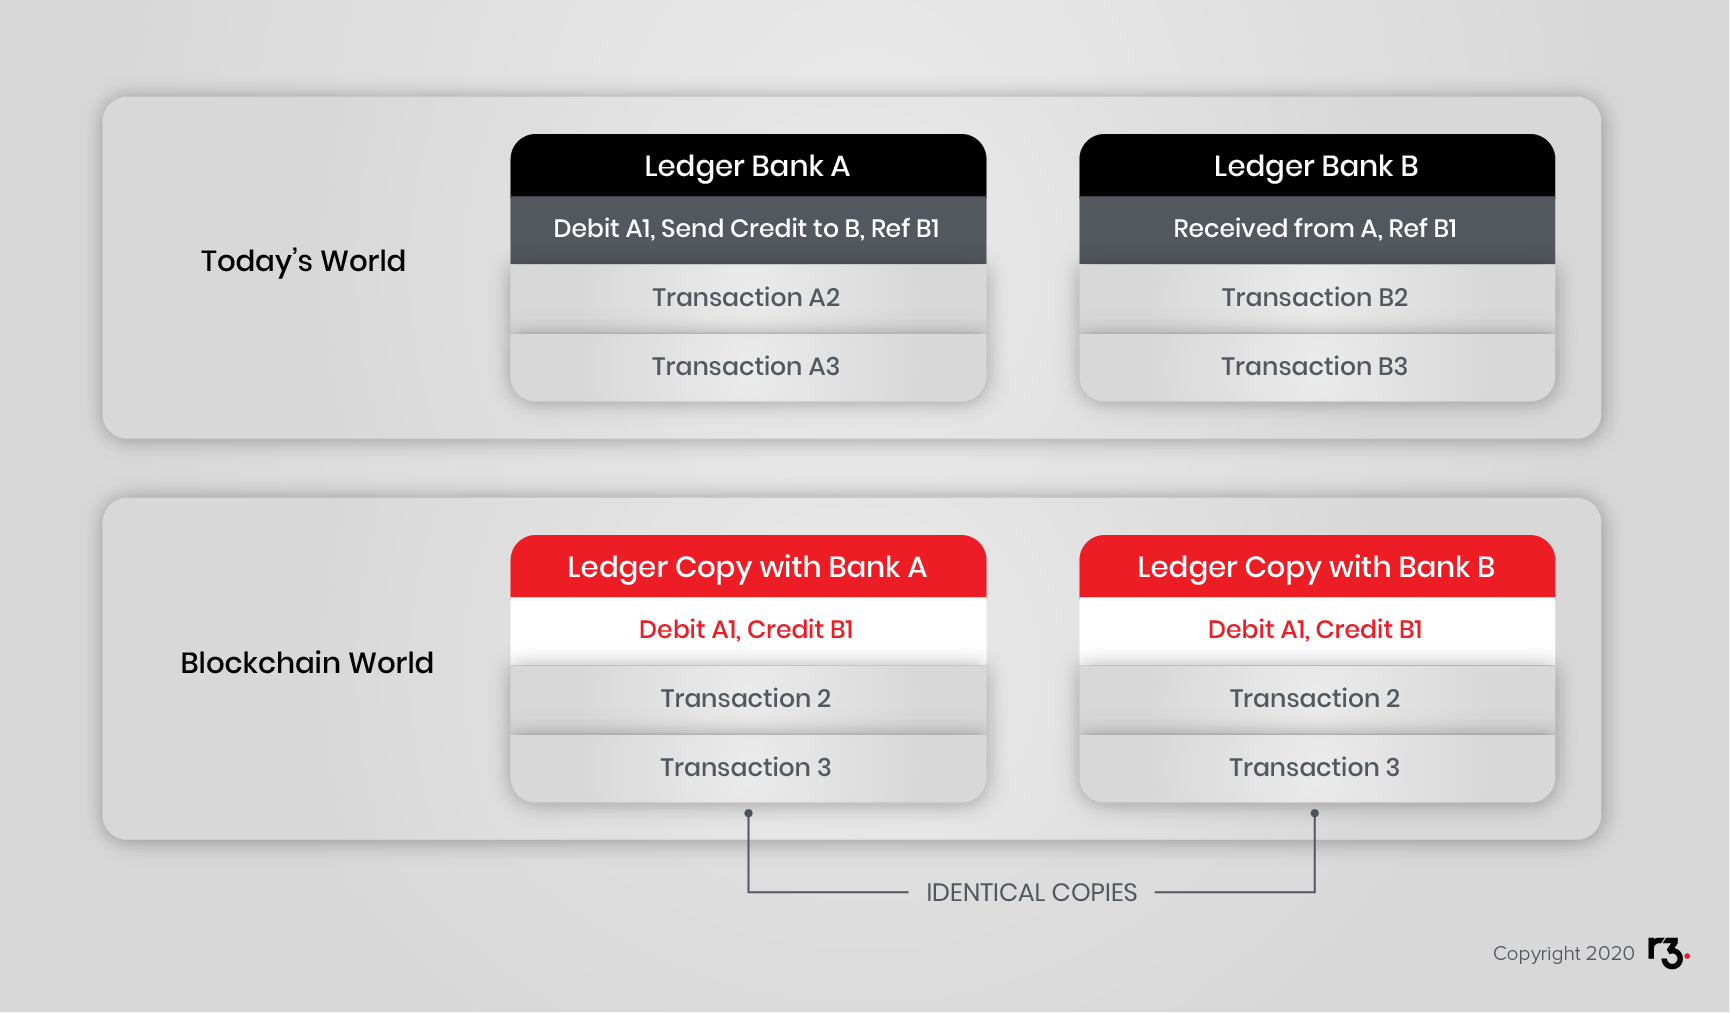 Today’s World
Ledger Bank A
Debit A1, Send Credit to B, Ref B1
Transaction A2
Transaction A3
Ledger Bank B
Received from A, Ref B1
Transaction B2
Transaction B3
Blockchain World
Ledger Copy with Bank A
Debit A1, Credit B1
Transaction 2
Transaction 3
Ledger Copy with Bank B
Debit A1, Credit B1
Transaction 2
Transaction 3
IDENTICAL COPIES
Copyright 2020 r3.